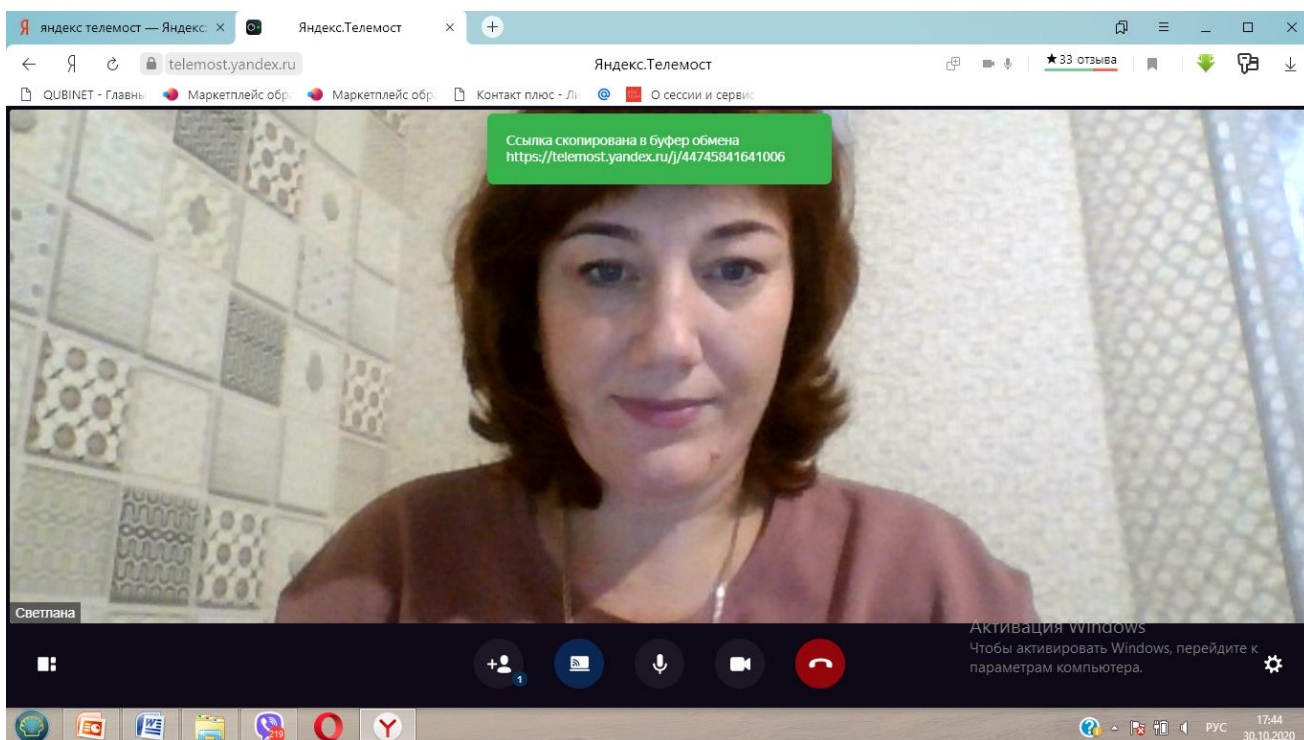 Я яндекс телемост — Яндекс:
Яндекс.Телемост
telemost.yandex.ru
Яндекс.Телемост
★33 отзыва
QUBINET - Главны
Маркетплейс обр
Маркетплейс обр
Контакт плюс - Ли
О сессии и сервис
Ссылка скопирована в буфер обмена
https://telemost.yandex.ru/j/44745841641006
Светлана
Активация Windows
Чтобы активировать Windows, перейдите к
параметрам компьютера.
1
219
РУС
17:44
30.10.2020